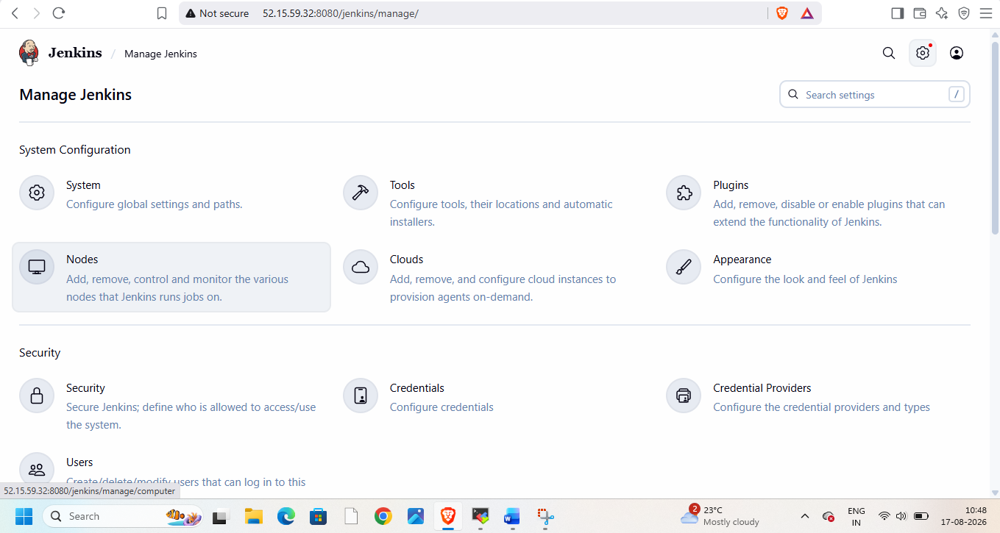 Not secure 52.15.59.32:8080/jenkins/manage/
Jenkins / Manage Jenkins
Manage Jenkins
Search settings /
System Configuration
System
Configure global settings and paths.
Tools
Configure tools, their locations and automatic
installers.
Plugins
Add, remove, disable or enable plugins that can
extend the functionality of Jenkins.
Nodes
Add, remove, control and monitor the various
nodes that Jenkins runs jobs on.
Clouds
Add, remove, and configure cloud instances to
provision agents on-demand.
Appearance
Configure the look and feel of Jenkins
Security
Security
Secure Jenkins; define who is allowed to access/use
the system.
Credentials
Configure credentials
Credential Providers
Configure the credential providers and types
Users
Create/delete/modify users that can log in to this
52.15.59.32:8080/jenkins/manage/computer
Search
2
23°C
Mostly cloudy
ENG
IN
10:48
17-08-2026